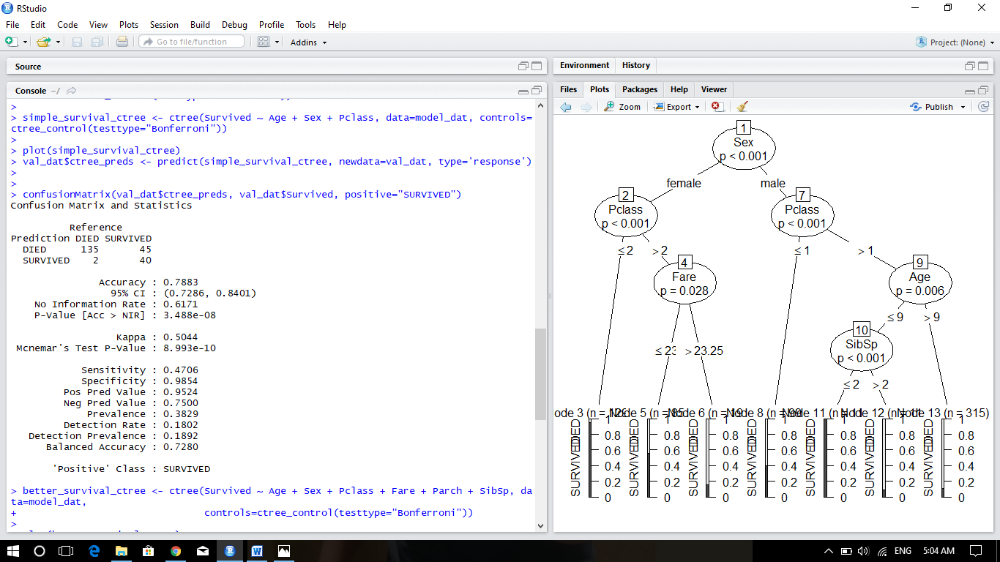 RStudio
File Edit Code View Plots Session Build Debug Profile Tools Help
Go to file/function Addins Project: (None)
Source
Console ~/
>
> simple_survival_ctree <- ctree(Survived ~ Age + Sex + Pclass, data=model_dat, controls=
ctree_control(testtype="Bonferroni"))
>
> plot(simple_survival_ctree)
> val_dat$ctree_preds <- predict(simple_survival_ctree, newdata=val_dat, type='response')
>
>
> confusionMatrix(val_dat$ctree_preds, val_dat$Survived, positive="SURVIVED")
Confusion Matrix and Statistics
Reference
Prediction DIED SURVIVED
DIED 135 45
SURVIVED 2 40
Accuracy : 0.7883
95% CI : (0.7286, 0.8401)
No Information Rate : 0.6171
P-Value [Acc > NIR] : 3.488e-08
Kappa : 0.5044
Mcnemar's Test P-Value : 8.993e-10
Sensitivity : 0.4706
Specificity : 0.9854
Pos Pred Value : 0.9524
Neg Pred Value : 0.7500
Prevalence : 0.3829
Detection Rate : 0.1802
Detection Prevalence : 0.1892
Balanced Accuracy : 0.7280
'Positive' Class : SURVIVED
> better_survival_ctree <- ctree(Survived ~ Age + Sex + Pclass + Fare + Parch + SibSp, da
ta=model_dat,
+ controls=ctree_control(testtype="Bonferroni"))
>
Environment History
Files Plots Packages Help Viewer
Zoom Export Publish
1
Sex
p < 0.001
female male
2 7
Pclass Pclass
p < 0.001 p < 0.001
≤ 2 > 2 ≤ 1 > 1
4 9
Fare Age
p = 0.028 p = 0.006
≤ 9 > 9
10
SibSp
p < 0.001
≤ 23 > 23.25
≤ 2 > 2
ode 3 (n = Node 5 (n = 85 Node 6 (n = 19 Node 8 (n = 99 Node 11 (n = 11 Node 12 (n = 11 Node 13 (n = 315)
SURVIVED DIED SURVIVED DIED SURVIVED DIED SURVIVED DIED SURVIVED DIED SURVIVED DIED SURVIVED DIED
1 1 1 1 1 1 1
0.8 0.8 0.8 0.8 0.8 0.8 0.8
0.6 0.6 0.6 0.6 0.6 0.6 0.6
0.4 0.4 0.4 0.4 0.4 0.4 0.4
0.2 0.2 0.2 0.2 0.2 0.2 0.2
0 0 0 0 0 0 0
ENG 5:04 AM